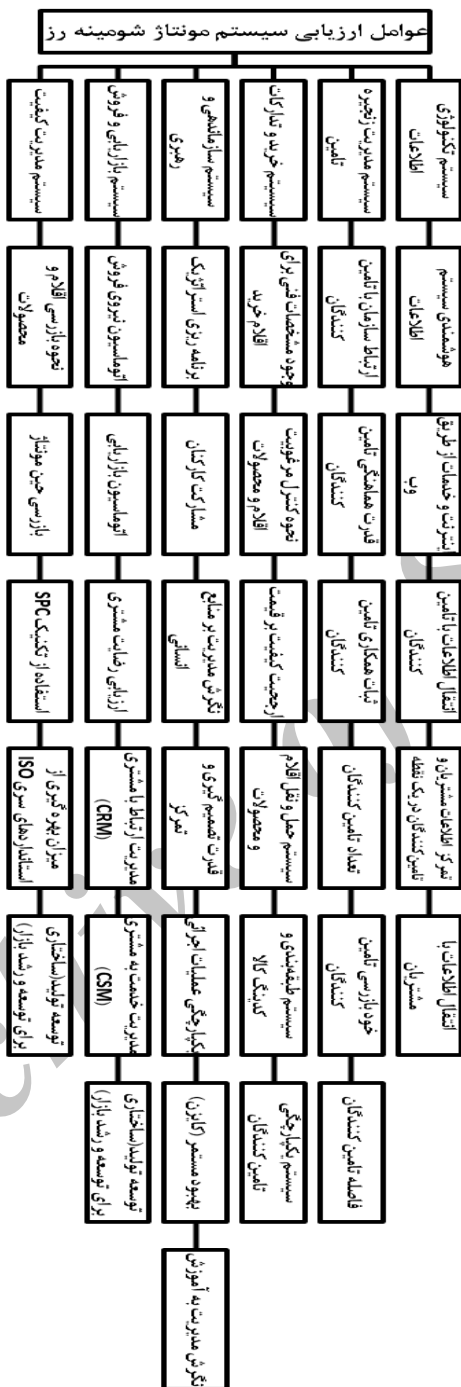 عوامل ارزیابی سیستم مونتاژ شومینه رز
سیستم تکنولوژی
اطلاعات
هوشمندی سیستم
اطلاعات
اینترنت و خدمات از طریق
وب
انتقال اطلاعات با تامین
کنندگان
تمرکز اطلاعات مشتریان و
تامین کنندگان در یک نقطه
انتقال اطلاعات با
مشتریان
سیستم مدیریت زنجیره
تامین
ارتباط سازمان با تامین
کنندگان
قدرت هماهنگی تامین
کنندگان
ثبات همکاری تامین
کنندگان
تعداد تامین کنندگان
خود بازرسی تامین
کنندگان
فاصله تامین کنندگان
سیستم خرید و تدارکات
وجود مشخصات فنی برای
اقلام خرید
نحوه کنترل مرغوبیت
اقلام و محصولات
ارجحیت کیفیت بر قیمت
سیستم حمل و نقل اقلام
و محصولات
سیستم طبقه‌بندی و
کدینگ کالا
سیستم یکپارچگی
تامین کنندگان
سیستم سازماندهی و
رهبری
برنامه ریزی استراتژیک
مشارکت کارکنان
نگرش مدیریت بر منابع
انسانی
قدرت تصمیم گیری و
تمرکز
یکپارچگی عملیات اجرائی
بهبود مستمر (کایزن)
نگرش مدیریت به آموزش
سیستم بازاریابی و فروش
اتوماسیون نیروی فروش
اتوماسیون بازاریابی
ارزیابی رضایت مشتری
مدیریت ارتباط با مشتری
(CRM)
مدیریت خدمت به مشتری
(CSM)
توسعه تولید(ساختاری
برای توسعه و رشد بازار)
سیستم مدیریت کیفیت
نحوه بازرسی اقلام و
محصولات
بازرسی حین مونتاژ
استفاده از تکنیک SPC
میزان بهره گیری از
استانداردهای سری ISO
توسعه تولید(ساختاری
برای توسعه و رشد بازار)